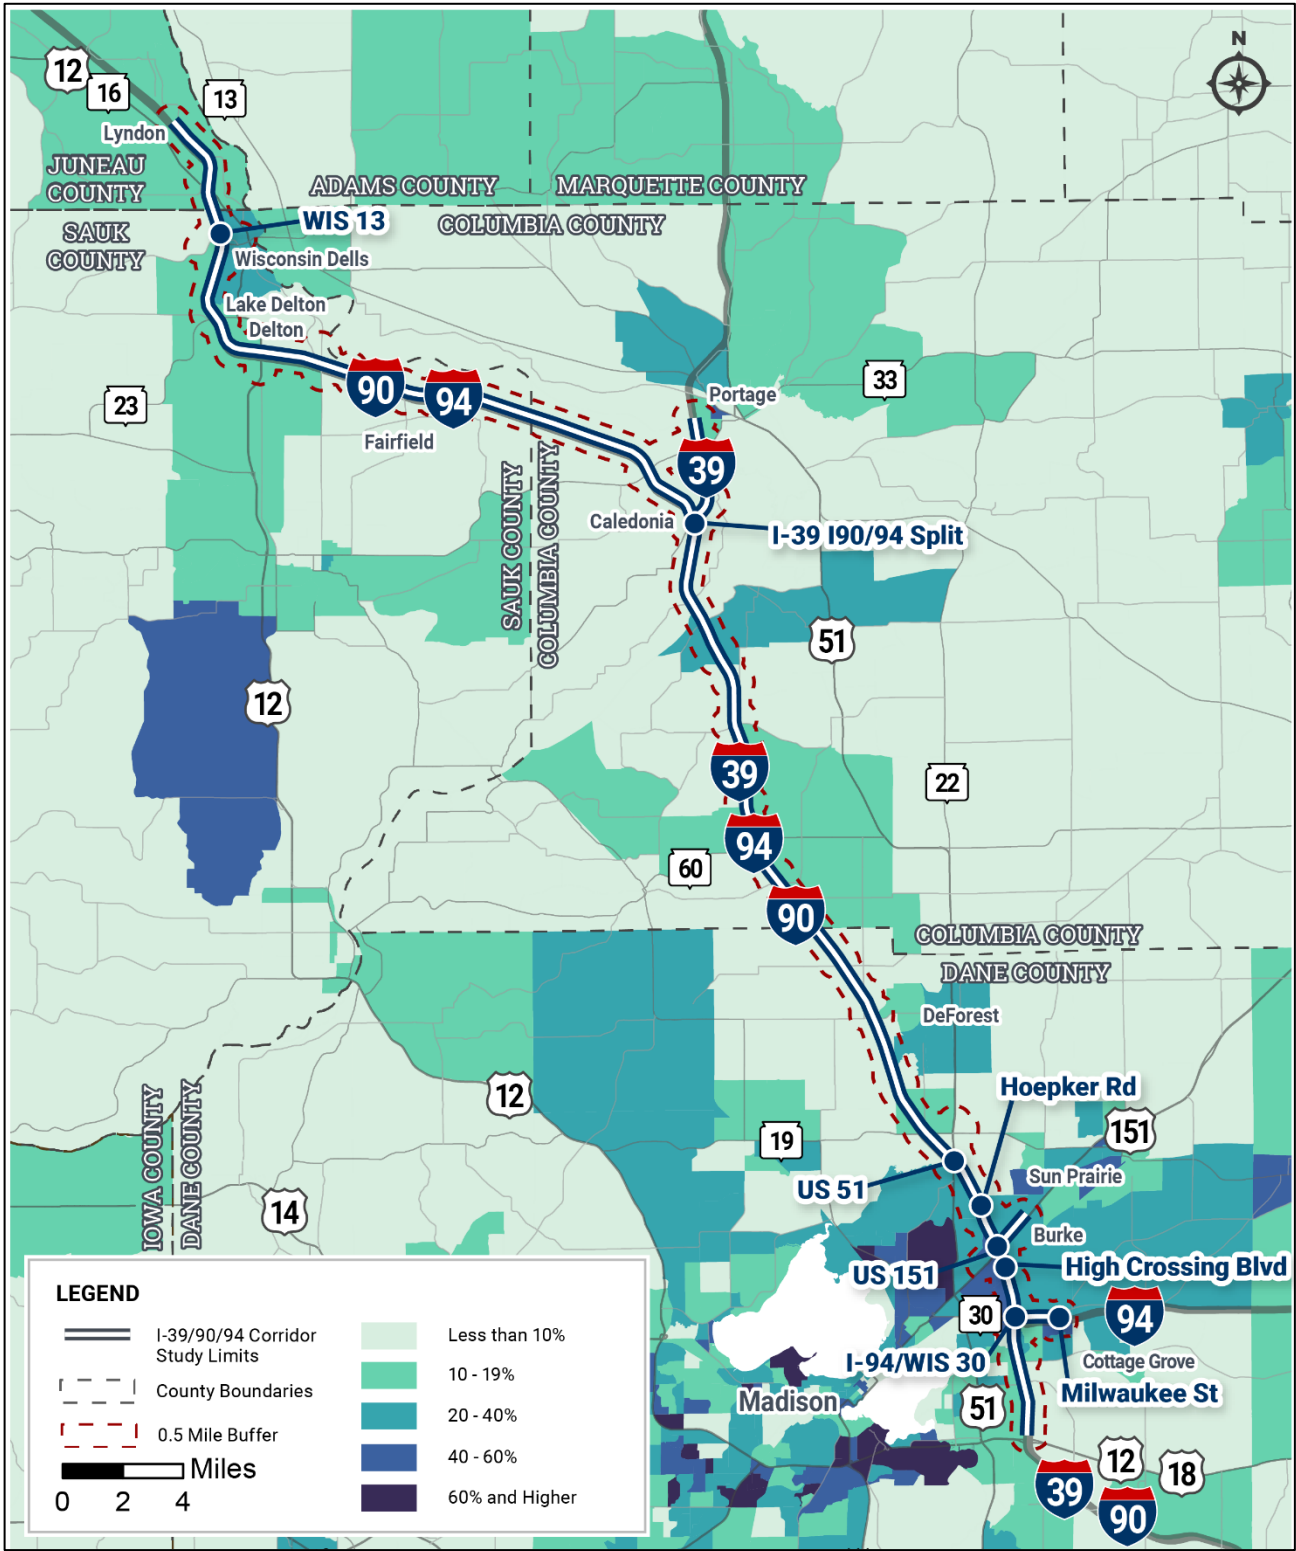 N
12
16
13
Lyndon
JUNEAU
COUNTY
ADAMS COUNTY
MARQUETTE COUNTY
SAUK
COUNTY
WIS 13
COLUMBIA COUNTY
Wisconsin Dells
Lake Delton
Delton
90
94
23
Fairfield
33
Portage
39
Caledonia
I-39 I90/94 Split
SAUK COUNTY
COLUMBIA COUNTY
51
12
39
22
94
60
90
COLUMBIA COUNTY
DANE COUNTY
DeForest
12
Hoepker Rd
19
151
IOWA COUNTY
DANE COUNTY
14
US 51
Sun Prairie
Burke
US 151
High Crossing Blvd
30
94
I-94/WIS 30
Cottage Grove
Madison
51
Milwaukee St
12
18
39
90
LEGEND
I-39/90/94 Corridor
Study Limits
County Boundaries
0.5 Mile Buffer
Miles
0 2 4
Less than 10%
10 - 19%
20 - 40%
40 - 60%
60% and Higher